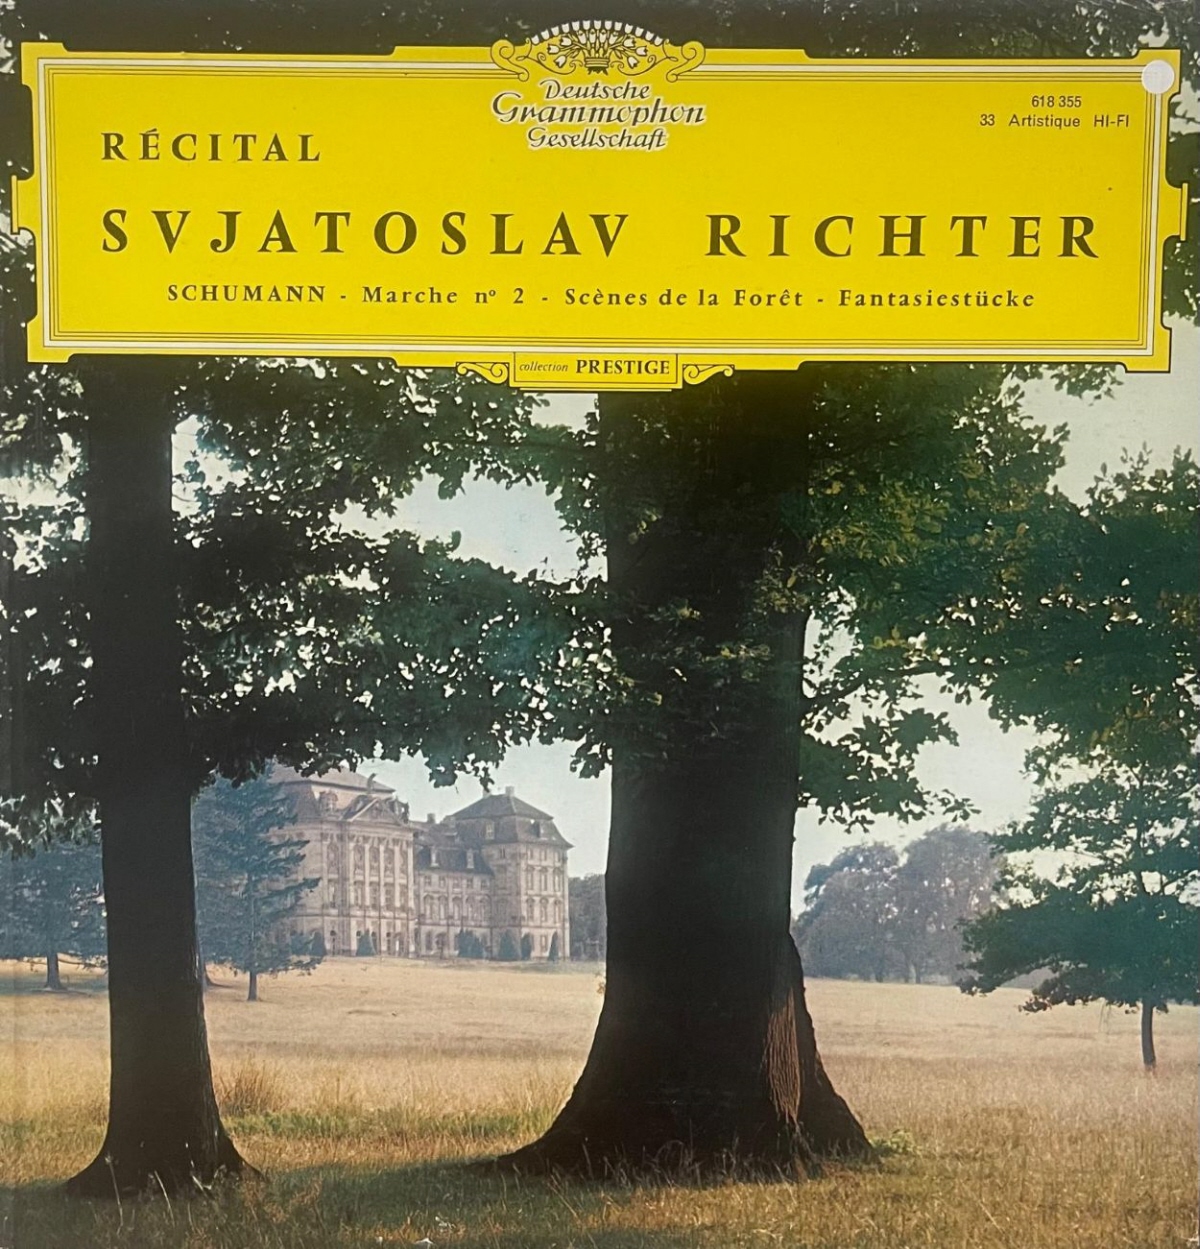 Deutsche
Grammophon
Gesellschaft
618 355
33 Artistique HI-FI
RÉCITAL
SVJATOSLAV RICHTER
SCHUMANN - Marche nº 2 - Scènes de la Forêt - Fantasiestücke
collection PRESTIGE